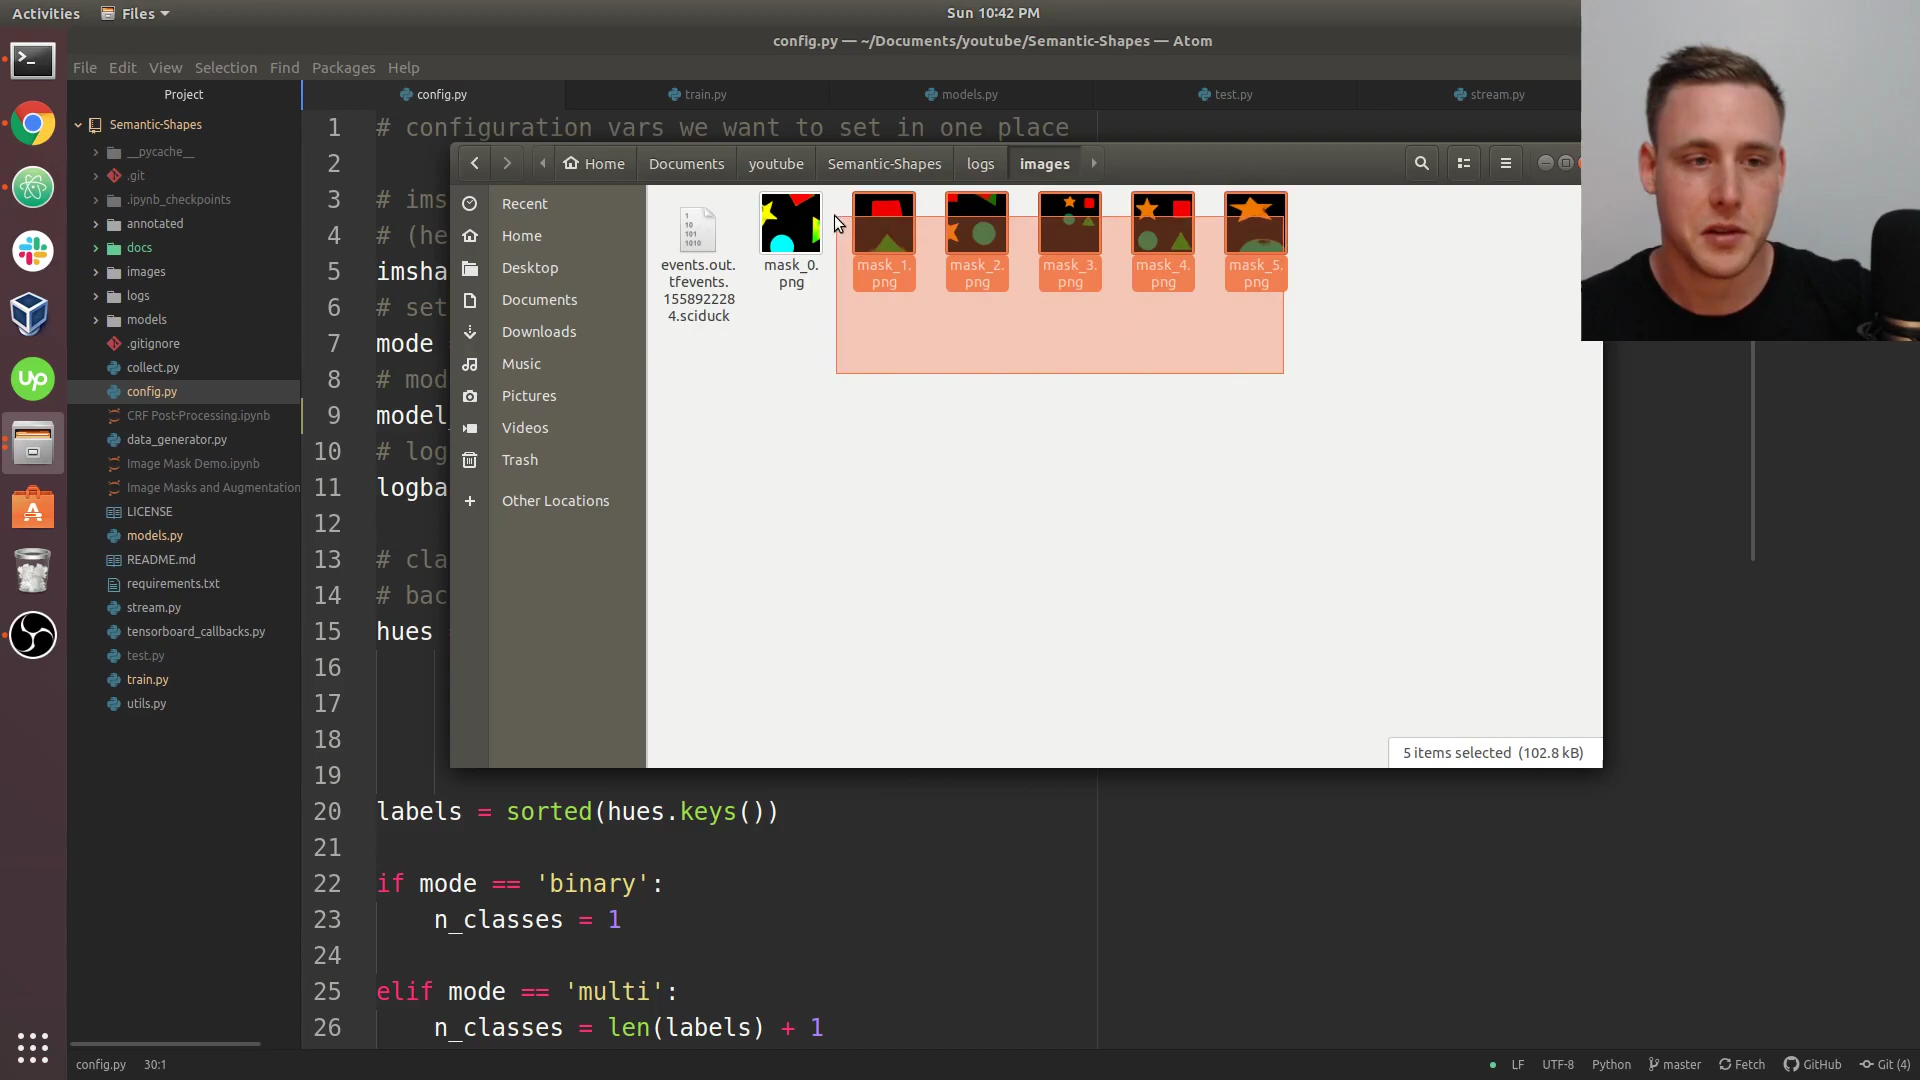 Activities
Files
Sun 10:42 PM
config.py — ~/Documents/youtube/Semantic-Shapes — Atom
File Edit View Selection Find Packages Help
Project
config.py
train.py
models.py
test.py
stream.py
Semantic-Shapes
__pycache__
.git
.ipynb_checkpoints
annotated
docs
images
logs
models
.gitignore
collect.py
config.py
CRF Post-Processing.ipynb
data_generator.py
Image Mask Demo.ipynb
Image Masks and Augmentation
LICENSE
models.py
README.md
requirements.txt
stream.py
tensorboard_callbacks.py
test.py
train.py
utils.py
1 # configuration vars we want to set in one place
2
3 # ims
4 # (he
5 imsha
6 # set
7 mode
8 # mod
9 model_
10 # log
11 logba
12
13 # cla
14 # bac
15 hues =
16
17
18
19
20 labels = sorted(hues.keys())
21
22 if mode == 'binary':
23 n_classes = 1
24
25 elif mode == 'multi':
26 n_classes = len(labels) + 1
Home Documents youtube Semantic-Shapes logs images
Recent
Home
Desktop
Documents
Downloads
Music
Pictures
Videos
Trash
Other Locations
events.out.
tfevents.
155892228
4.sciduck
mask_0.
png
mask_1.
png
mask_2.
png
mask_3.
png
mask_4.
png
mask_5.
png
5 items selected (102.8 kB)
up
config.py 30:1
LF UTF-8 Python master Fetch GitHub Git (4)